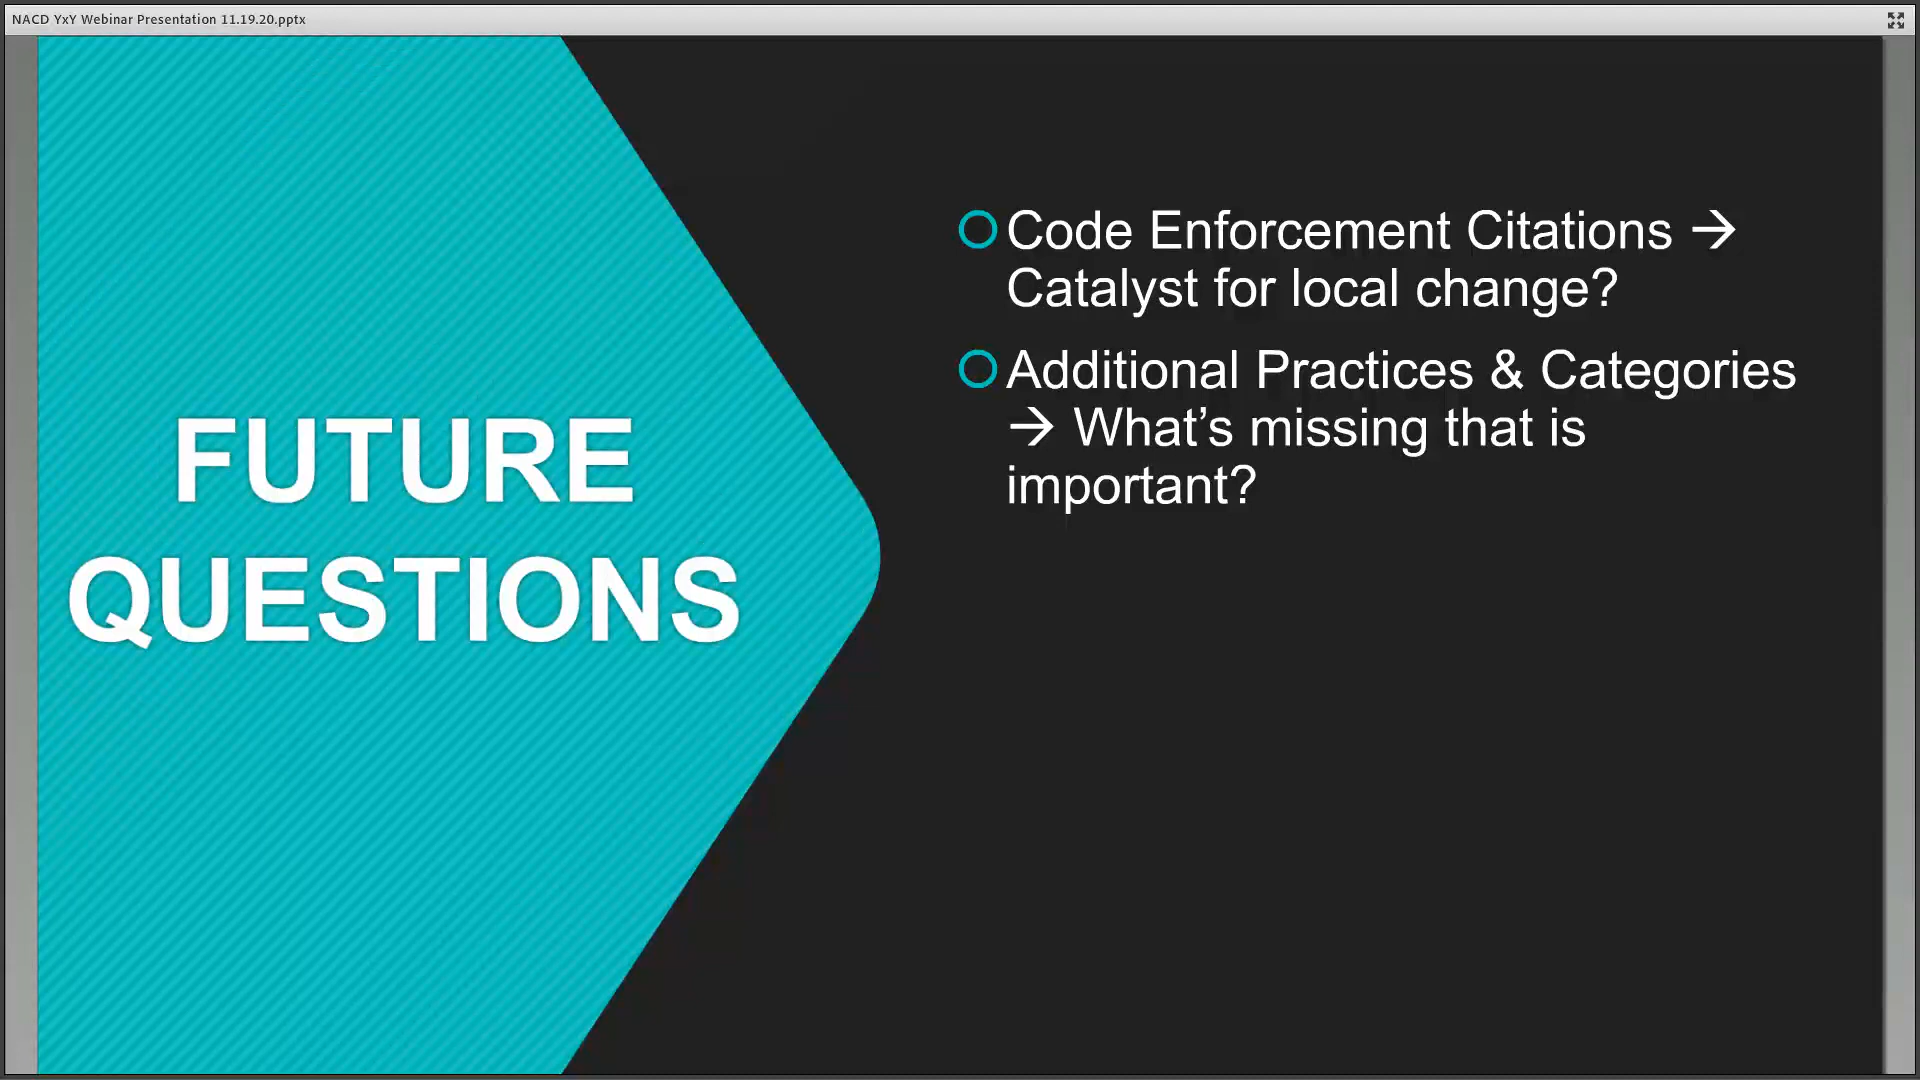 NACD YxY Webinar Presentation 11.19.20.pptx
FUTURE
QUESTIONS
Code Enforcement Citations →
Catalyst for local change?
Additional Practices & Categories
→ What’s missing that is
important?